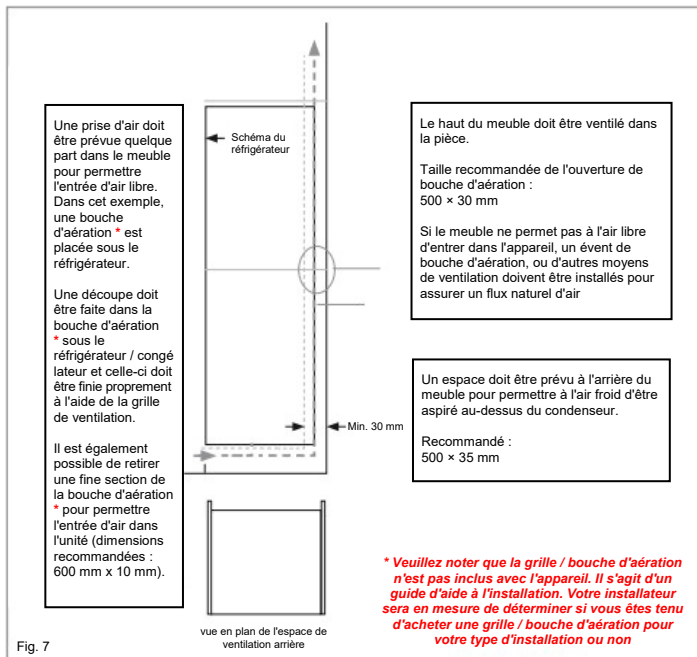 Une prise d'air doit
être prévue quelque
part dans le meuble
pour permettre
l'entrée d'air libre.
Dans cet exemple,
une bouche
d'aération * est
placée sous le
réfrigérateur.
Une découpe doit
être faite dans la
bouche d'aération
* sous le
réfrigérateur / congé
lateur et celle-ci doit
être finie proprement
à l'aide de la grille
de ventilation.
Il est également
possible de retirer
une fine section de
la bouche d'aération
* pour permettre
l'entrée d'air dans
l'unité (dimensions
recommandées :
600 mm x 10 mm).
Schéma du
réfrigérateur
Min. 30 mm
vue en plan de l'espace de
ventilation arrière
Le haut du meuble doit être ventilé dans
la pièce.
Taille recommandée de l'ouverture de
bouche d'aération :
500 × 30 mm
Si le meuble ne permet pas à l'air libre
d'entrer dans l'appareil, un évent de
bouche d'aération, ou d'autres moyens
de ventilation doivent être installés pour
assurer un flux naturel d'air
Un espace doit être prévu à l'arrière du
meuble pour permettre à l'air froid d'être
aspiré au-dessus du condenseur.
Recommandé :
500 × 35 mm
* Veuillez noter que la grille / bouche d'aération
n'est pas inclus avec l'appareil. Il s'agit d'un
guide d'aide à l'installation. Votre installateur
sera en mesure de déterminer si vous êtes tenu
d'acheter une grille / bouche d'aération pour
votre type d'installation ou non
Fig. 7